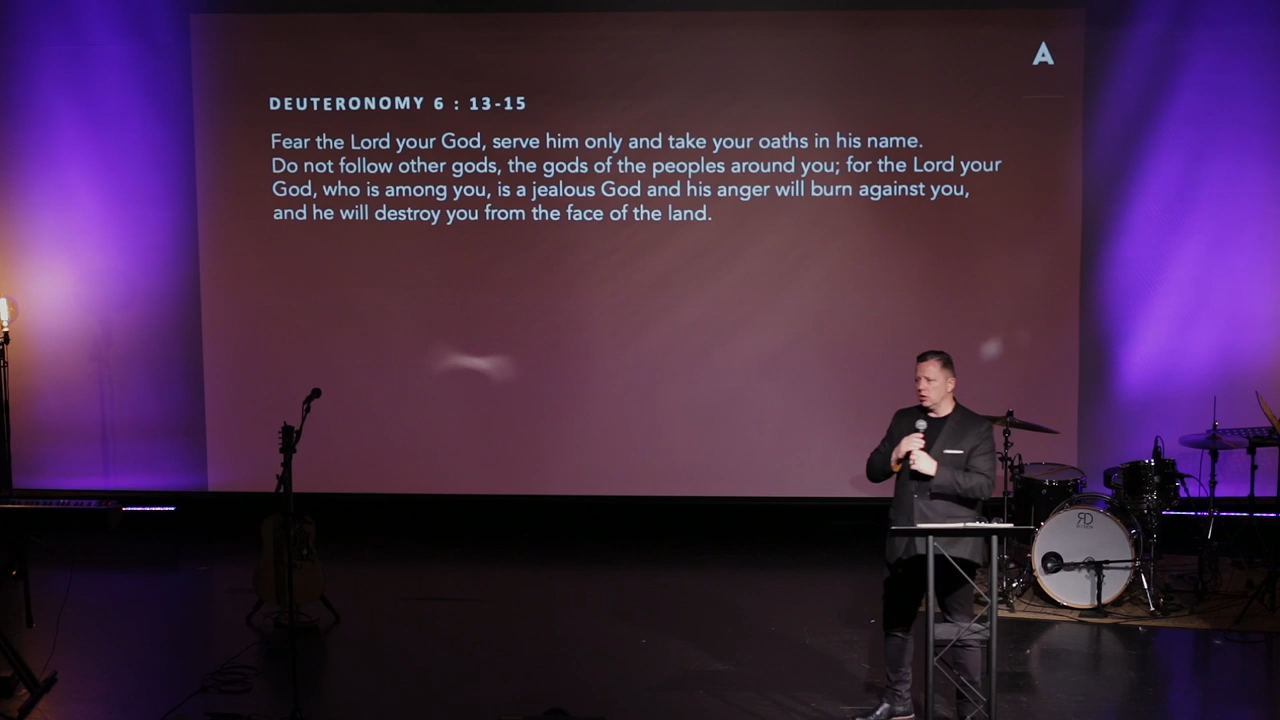 A
DEUTERONOMY 6 : 13-15
Fear the Lord your God, serve him only and take your oaths in his name.
Do not follow other gods, the gods of the peoples around you; for the Lord your
God, who is among you, is a jealous God and his anger will burn against you,
and he will destroy you from the face of the land.